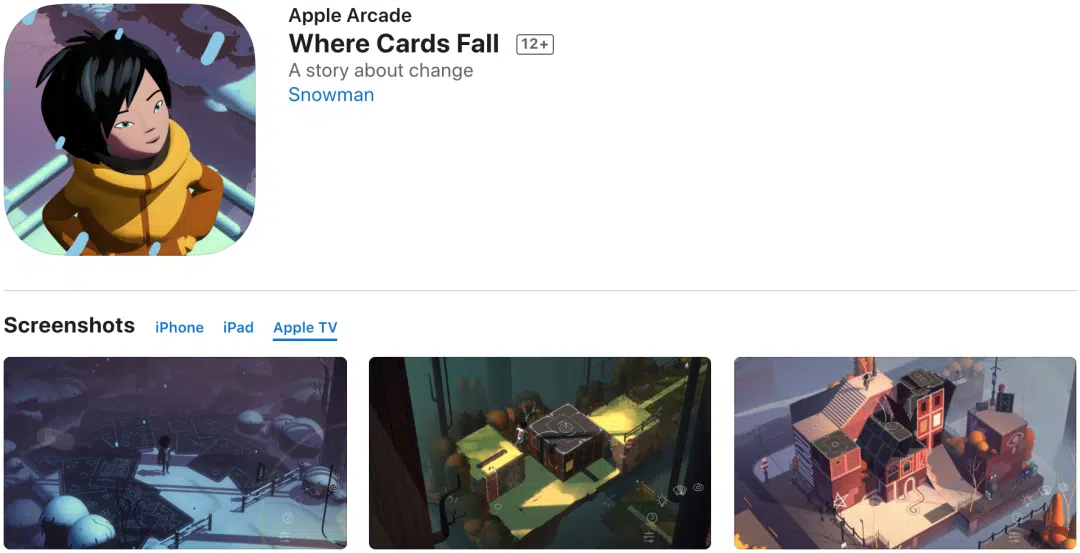 Apple Arcade
Where Cards Fall 12+
A story about change
Snowman
Screenshots iPhone iPad Apple TV